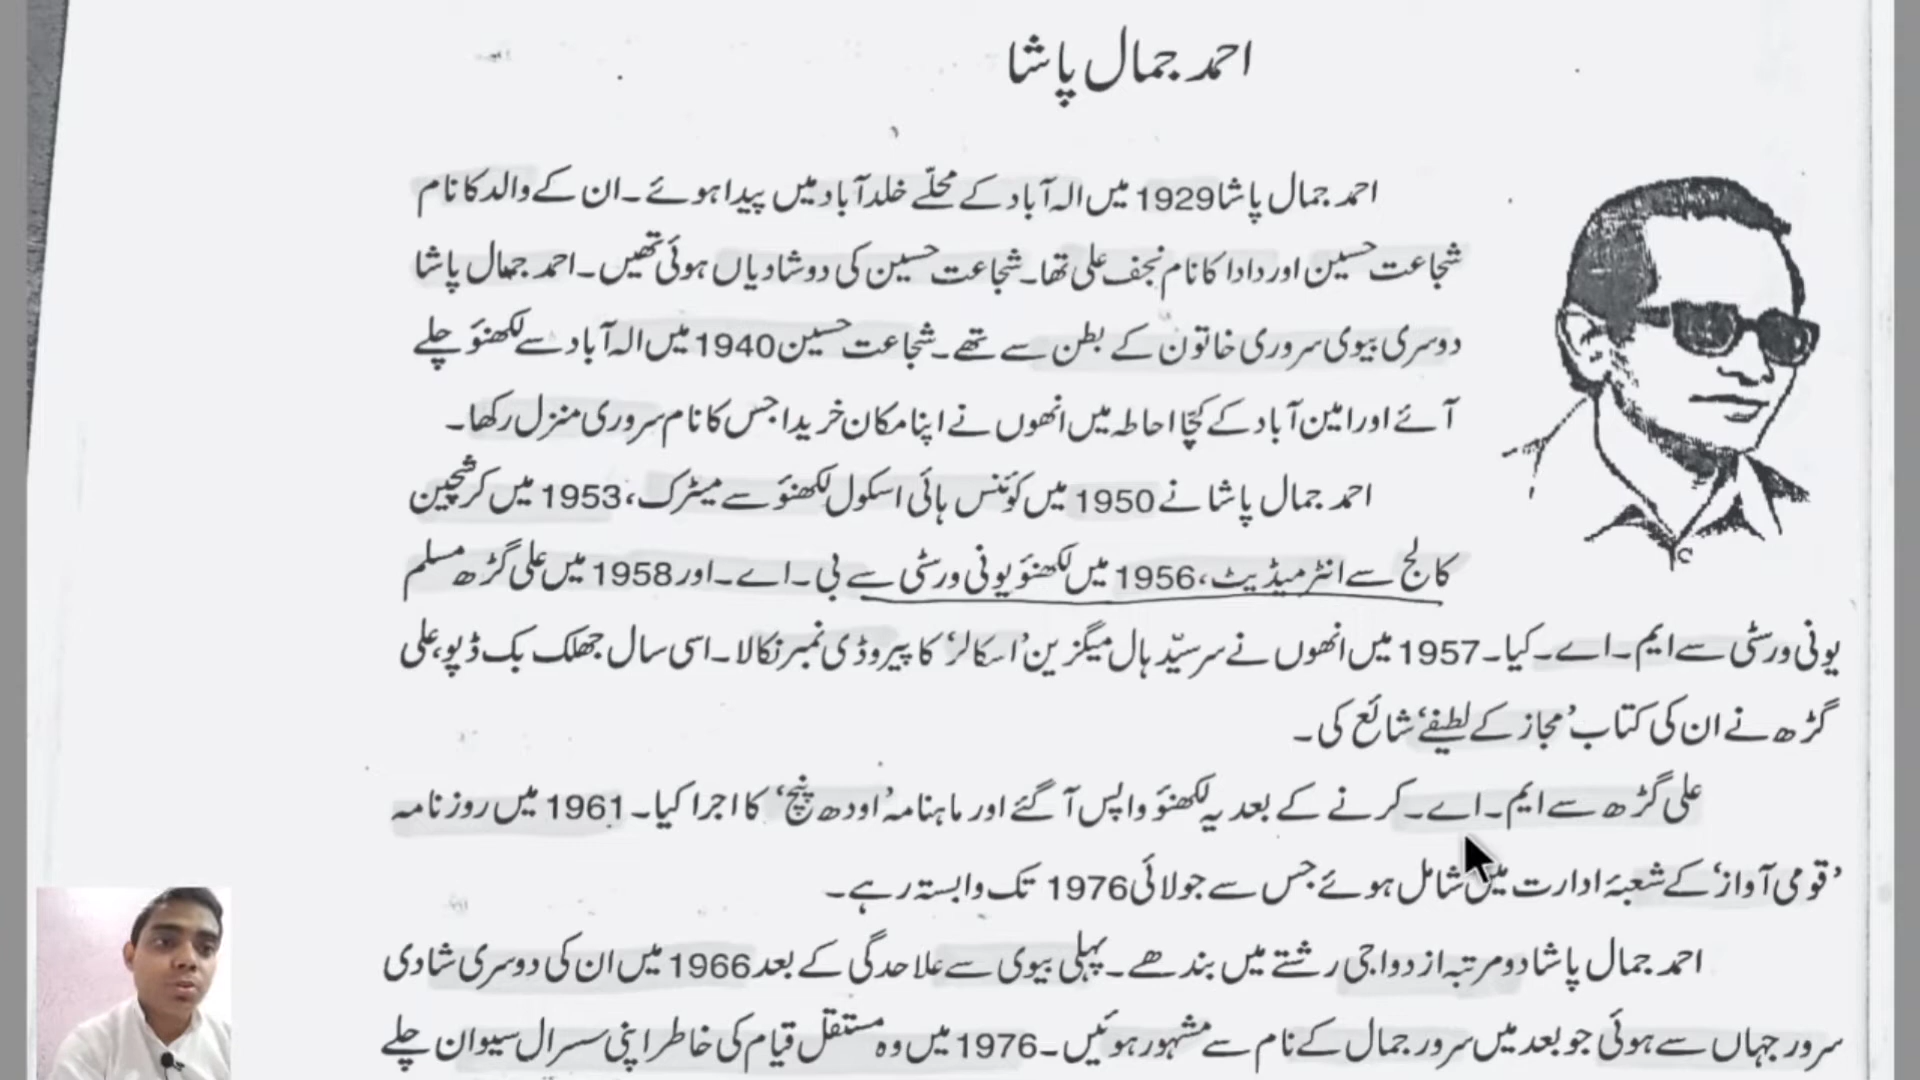 احمد جمال پاشا
احمد جمال پاشا 1929 میں الہ آباد کے محلّے خلد آباد میں پیدا ہوئے۔ ان کے والد کا نام
شجاعت حسین اور دادا کا نام نجف علی تھا۔ شجاعت حسین کی دو شادیاں ہوئی تھیں۔ احمد جمال پاشا
دوسری بیوی سروری خاتون کے بطن سے تھے۔ شجاعت حسین 1940 میں الہ آباد سے لکھنؤ چلے
آئے اور امین آباد کے کچّا احاطہ میں انھوں نے اپنا مکان خریدا جس کا نام سروری منزل رکھا۔
احمد جمال پاشا نے 1950 میں کوئنس ہائی اسکول لکھنؤ سے میٹرک، 1953 میں کرسچین
کالج سے انٹرمیڈیٹ، 1956 میں لکھنؤ یونی ورسٹی سے بی۔اے۔ اور 1958 میں علی گڑھ مسلم
یونی ورسٹی سے ایم۔اے۔ کیا۔ 1957 میں انھوں نے سرسیّد ہال میگزین 'اسکالر' کا پیروڈی نمبر نکالا۔ اسی سال جھلک بک ڈپو، علی
گڑھ نے ان کی کتاب 'مجاز کے لطیفے' شائع کی۔
علی گڑھ سے ایم۔اے۔ کرنے کے بعد یہ لکھنؤ واپس آگئے اور ماہنامہ 'اودھ پنچ' کا اجرا کیا۔ 1961 میں روزنامہ
'قومی آواز' کے شعبۂ ادارت میں شامل ہوئے جس سے جولائی 1976 تک وابستہ رہے۔
احمد جمال پاشا دو مرتبہ ازدواجی رشتے میں بندھے۔ پہلی بیوی سے علاحدگی کے بعد 1966 میں ان کی دوسری شادی
سرور جہاں سے ہوئی جو بعد میں سرور جمال کے نام سے مشہور ہوئیں۔ 1976 میں وہ مستقل قیام کی خاطر اپنی سسرال سیوان چلے